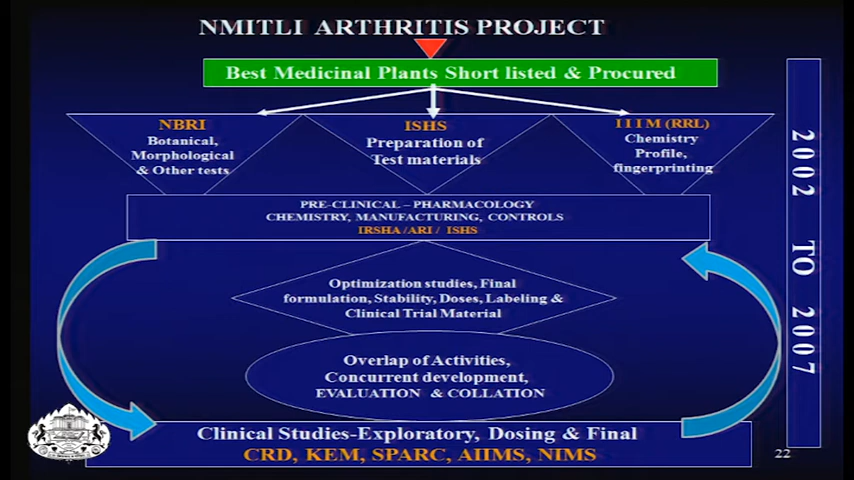 NMITLI ARTHRITIS PROJECT
Best Medicinal Plants Short listed & Procured
NBRI
Botanical,
Morphological
& Other tests
ISHS
Preparation of
Test materials
I I I M (RRL)
Chemistry
Profile,
fingerprinting
PRE-CLINICAL – PHARMACOLOGY
CHEMISTRY, MANUFACTURING, CONTROLS
IRSHA /ARI / ISHS
Optimization studies, Final
formulation, Stability, Doses, Labeling &
Clinical Trial Material
Overlap of Activities,
Concurrent development,
EVALUATION & COLLATION
Clinical Studies-Exploratory, Dosing & Final
CRD, KEM, SPARC, AIIMS, NIMS
2002 TO 2007
22